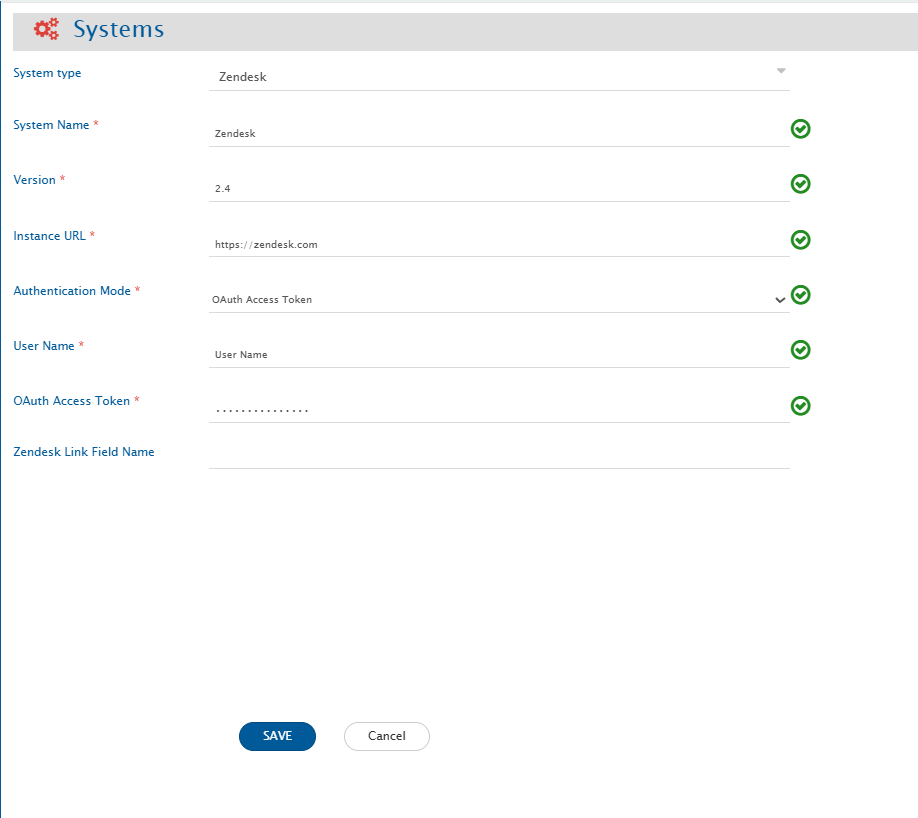 Systems
System type
Zendesk
System Name *
Zendesk
Version *
2.4
Instance URL *
https://zendesk.com
Authentication Mode *
OAuth Access Token
User Name *
User Name
OAuth Access Token *
...............
Zendesk Link Field Name
SAVE
Cancel